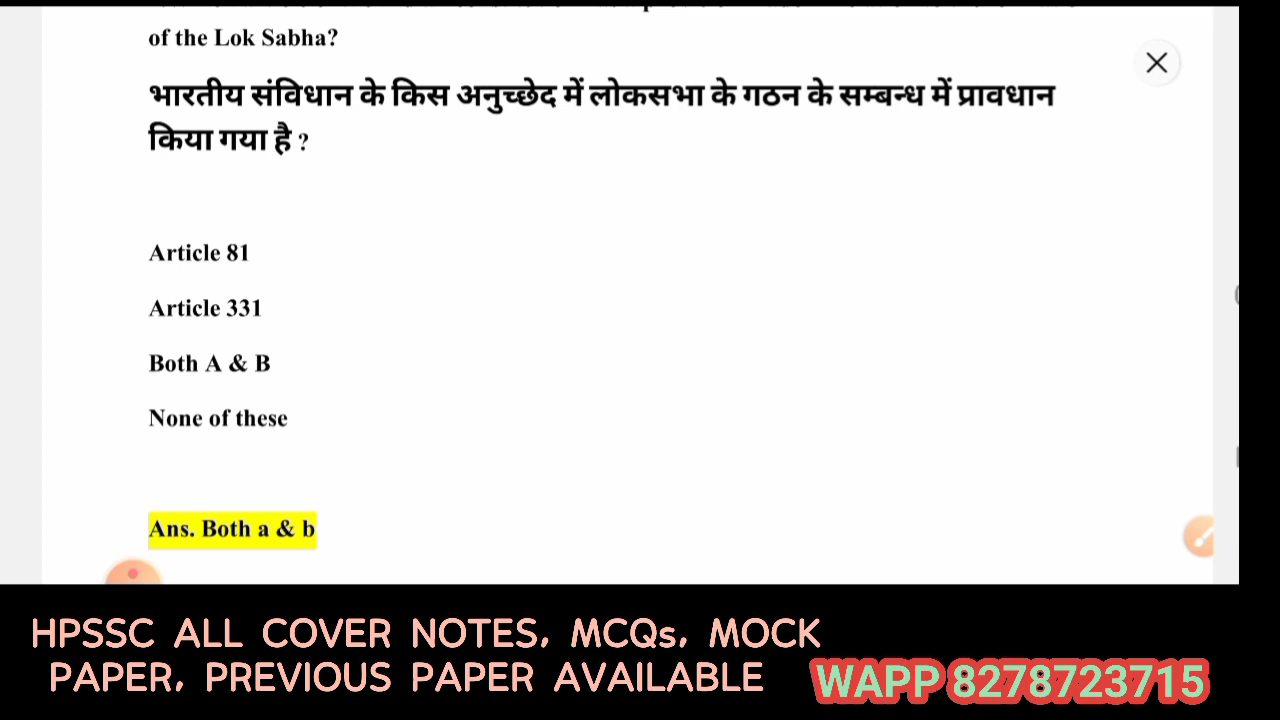 of the Lok Sabha?
भारतीय संविधान के किस अनुच्छेद में लोकसभा के गठन के सम्बन्ध में प्रावधान
किया गया है ?
Article 81
Article 331
Both A & B
None of these
Ans. Both a & b
HPSSC ALL COVER NOTES, MCQs, MOCK
PAPER, PREVIOUS PAPER AVAILABLE
WAPP 8278723715